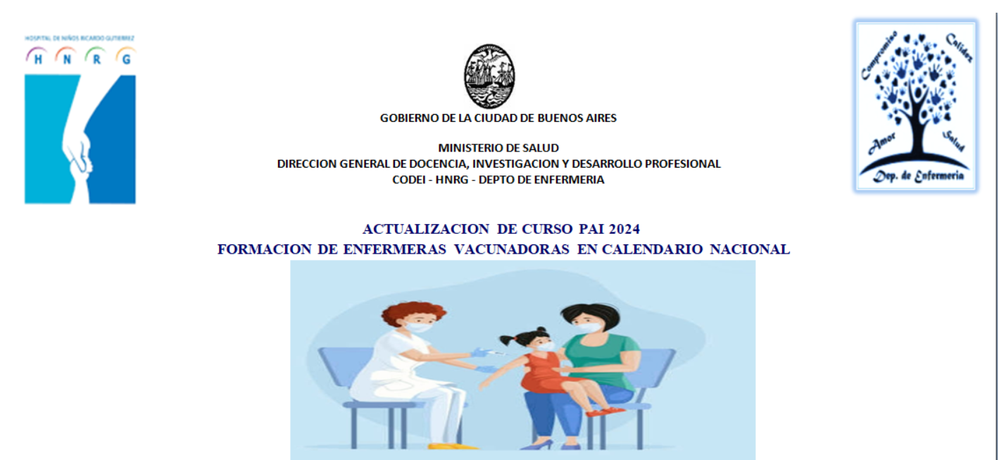 HOSPITAL DE NIÑOS RICARDO GUTIERREZ
H N R G
Compromiso
Calidez
Amor
Salud
Dep. de Enfermeria
GOBIERNO DE LA CIUDAD DE BUENOS AIRES
MINISTERIO DE SALUD
DIRECCION GENERAL DE DOCENCIA, INVESTIGACION Y DESARROLLO PROFESIONAL
CODEI - HNRG - DEPTO DE ENFERMERIA
ACTUALIZACION DE CURSO PAI 2024
FORMACION DE ENFERMERAS VACUNADORAS EN CALENDARIO NACIONAL